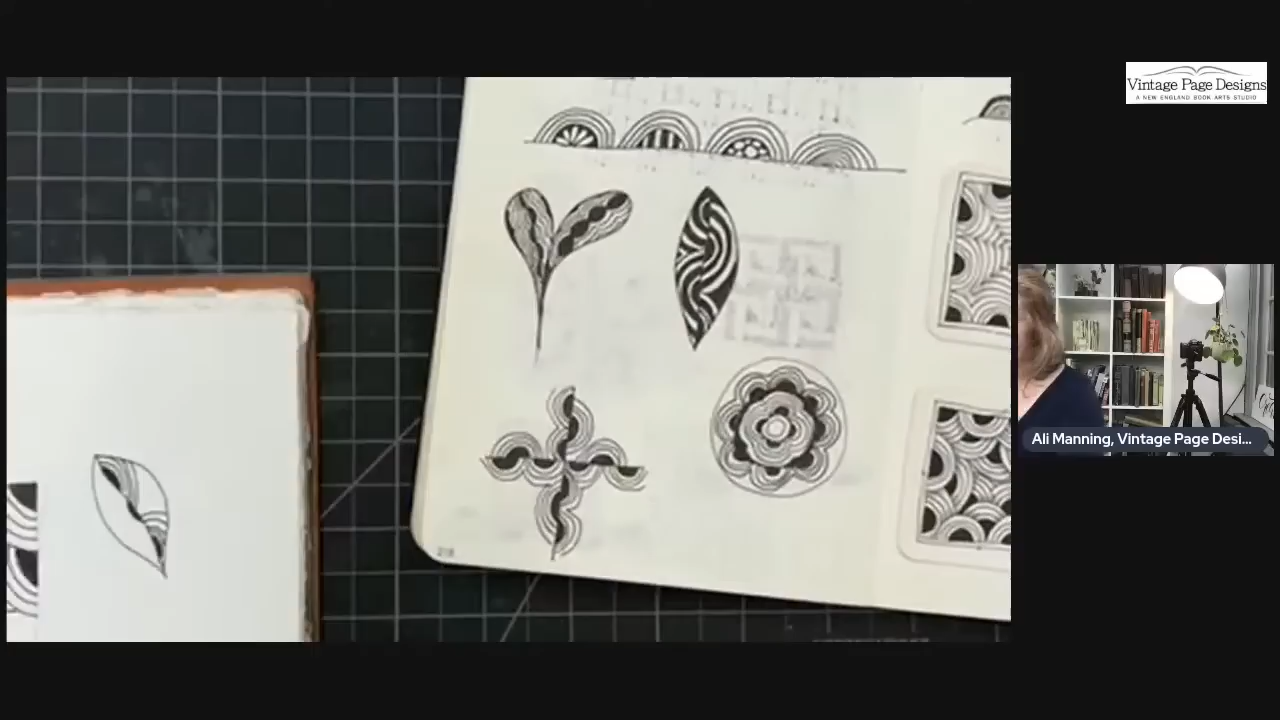 Vintage Page Designs
A NEW ENGLAND BOOK ARTS STUDIO
Ali Manning, Vintage Page Desi...